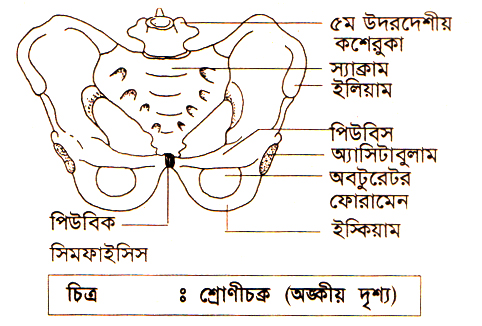 ৫ম উদরদেশীয়
কশেরুকা
স্যাক্রাম
ইলিয়াম
পিউবিস
অ্যাসিটাবুলাম
অবটুরেটর
ফোরামেন
ইস্কিয়াম
পিউবিক
সিমফাইসিস
চিত্র : শ্রোণীচক্র (অঙ্কীয় দৃশ্য)